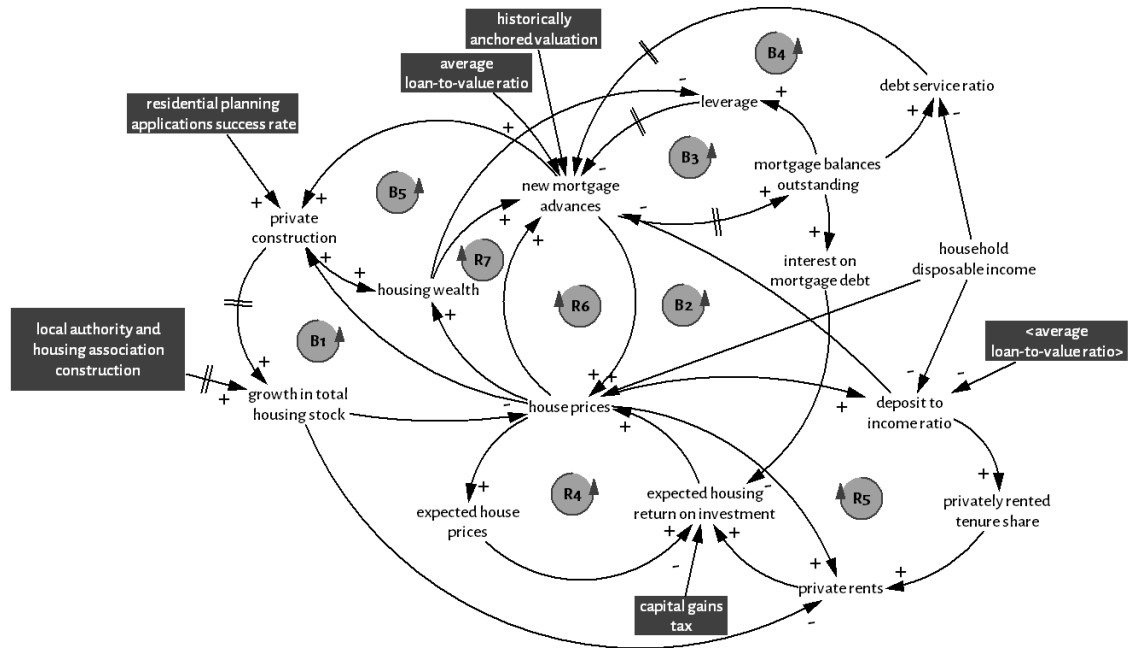 historically
anchored valuation
average
loan-to-value ratio
B4
debt service ratio
residential planning
applications success rate
leverage
B3
mortgage balances
outstanding
B5
new mortgage
advances
private
construction
R7
housing wealth
interest on
mortgage debt
household
disposable income
R6
B2
local authority and
housing association
construction
B1
<average
loan-to-value ratio>
growth in total
housing stock
house prices
deposit to
income ratio
R4
R5
expected house
prices
expected housing
return on investment
privately rented
tenure share
private rents
capital gains
tax